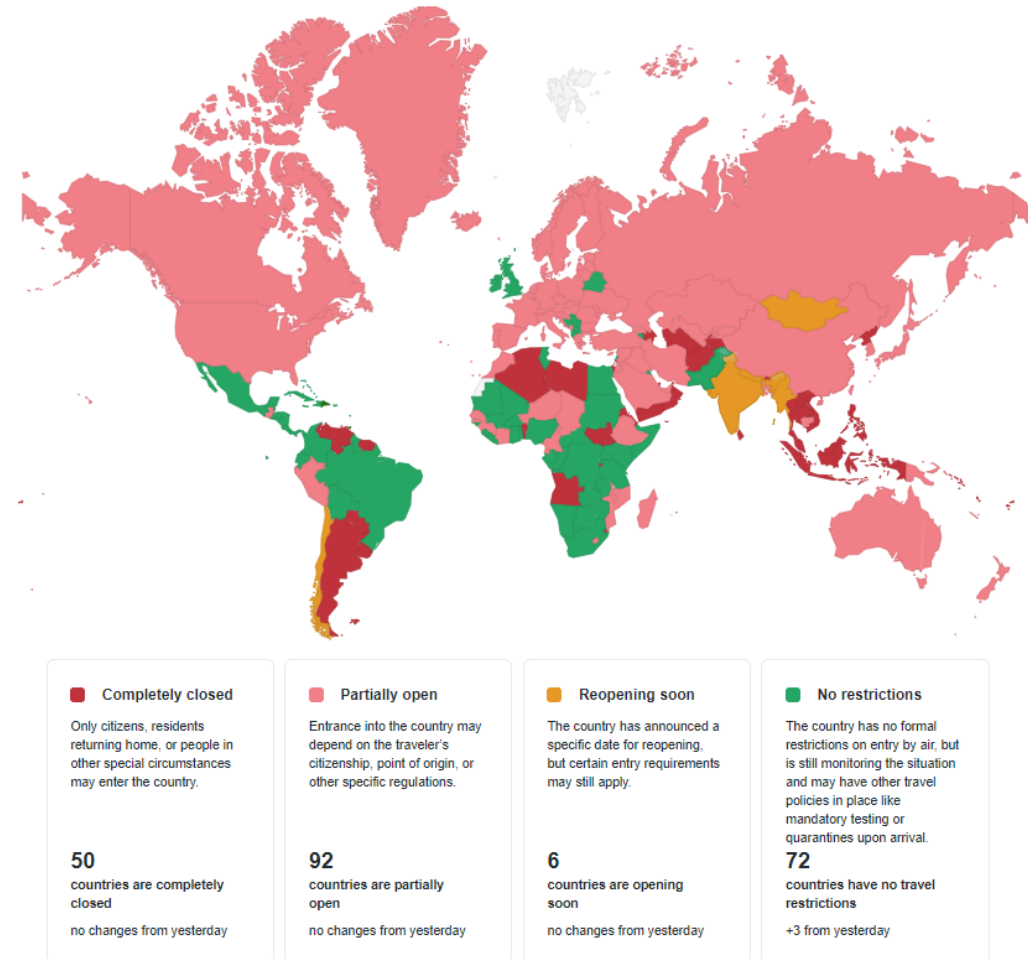 Completely closed
Only citizens, residents
returning home, or people in
other special circumstances
may enter the country.
50
countries are completely
closed
no changes from yesterday
Partially open
Entrance into the country may
depend on the traveler's
citizenship, point of origin, or
other specific regulations.
92
countries are partially
open
no changes from yesterday
Reopening soon
The country has announced a
specific date for reopening,
but certain entry requirements
may still apply.
6
countries are opening
soon
no changes from yesterday
No restrictions
The country has no formal
restrictions on entry by air, but
is still monitoring the situation
and may have other travel
policies in place like
mandatory testing or
quarantines upon arrival.
72
countries have no travel
restrictions
+3 from yesterday